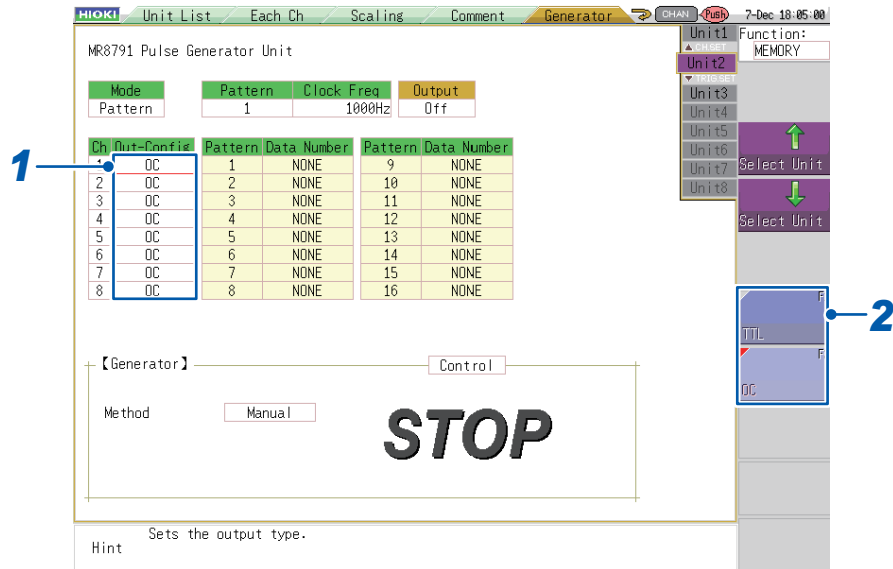 HIOKI Unit List Each Ch Scaling Comment Generator CHAN Push 7-Dec 18:05:00
MR8791 Pulse Generator Unit
Unit1 Function:
▲ CH.SET MEMORY
Unit2
▼ TRIG.SET
Mode Pattern Clock Freq Output Unit3
Pattern 1 1000Hz Off Unit4
Unit5
Unit6
Unit7 Select Unit
Unit8
Select Unit
Ch Out-Config Pattern Data Number Pattern Data Number
1 OC 1 NONE 9 NONE
2 OC 2 NONE 10 NONE
3 OC 3 NONE 11 NONE
4 OC 4 NONE 12 NONE
5 OC 5 NONE 13 NONE
6 OC 6 NONE 14 NONE
7 OC 7 NONE 15 NONE
8 OC 8 NONE 16 NONE
1
2
F
TTL
F
OC
【Generator】 Control
Method Manual STOP
Sets the output type.
Hint